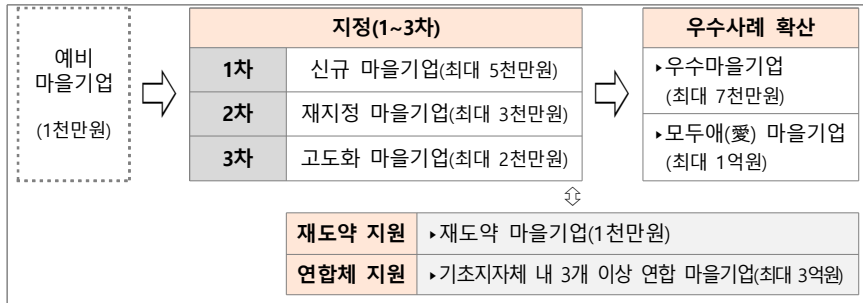 예비
마을기업
(1천만원)
지정(1~3차)
1차 신규 마을기업(최대 5천만원)
2차 재지정 마을기업(최대 3천만원)
3차 고도화 마을기업(최대 2천만원)
우수사례 확산
▸우수마을기업
(최대 7천만원)
▸모두애(愛) 마을기업
(최대 1억원)
재도약 지원 ▸재도약 마을기업(1천만원)
연합체 지원 ▸기초지자체 내 3개 이상 연합 마을기업(최대 3억원)